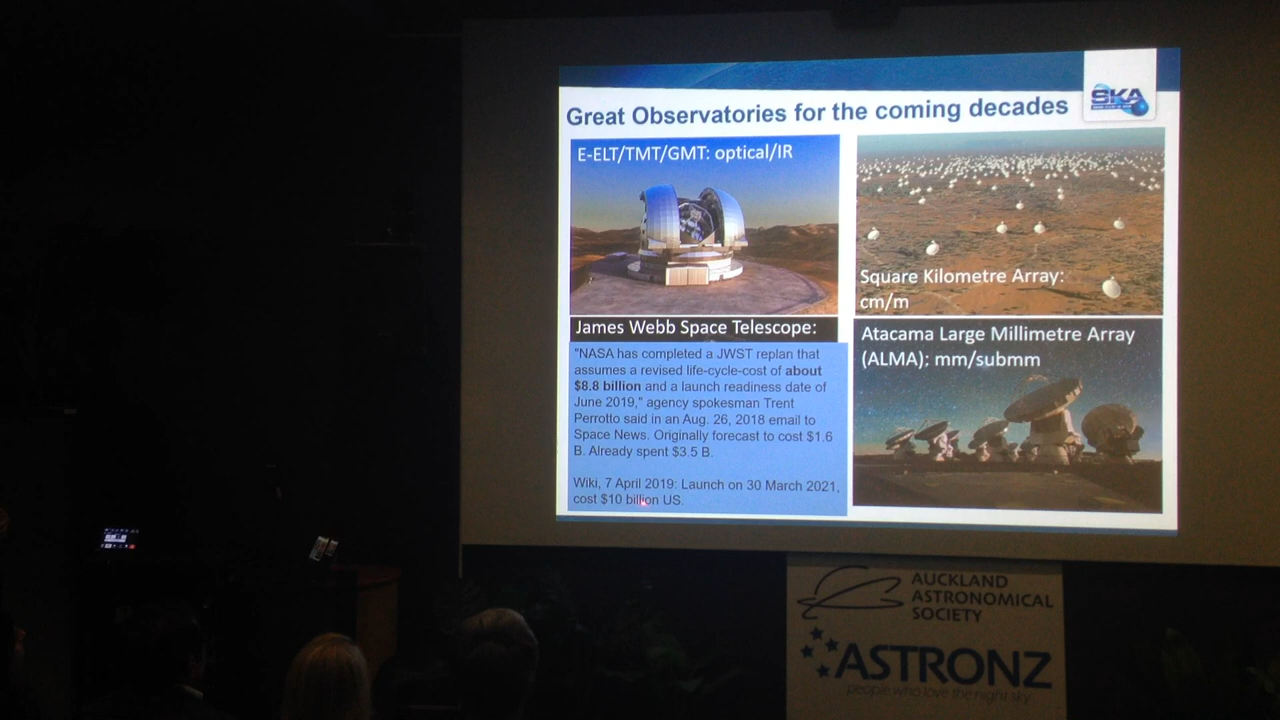 Great Observatories for the coming decades
SKA
E-ELT/TMT/GMT: optical/IR
Square Kilometre Array:
cm/m
James Webb Space Telescope:
"NASA has completed a JWST replan that
assumes a revised life-cycle-cost of about
$8.8 billion and a launch readiness date of
June 2019," agency spokesman Trent
Perrotto said in an Aug. 26, 2018 email to
Space News. Originally forecast to cost $1.6
B. Already spent $3.5 B.
Wiki, 7 April 2019: Launch on 30 March 2021,
cost $10 billion US.
Atacama Large Millimetre Array
(ALMA): mm/submm
AUCKLAND
ASTRONOMICAL
SOCIETY
ASTRONZ
people who love the night sky